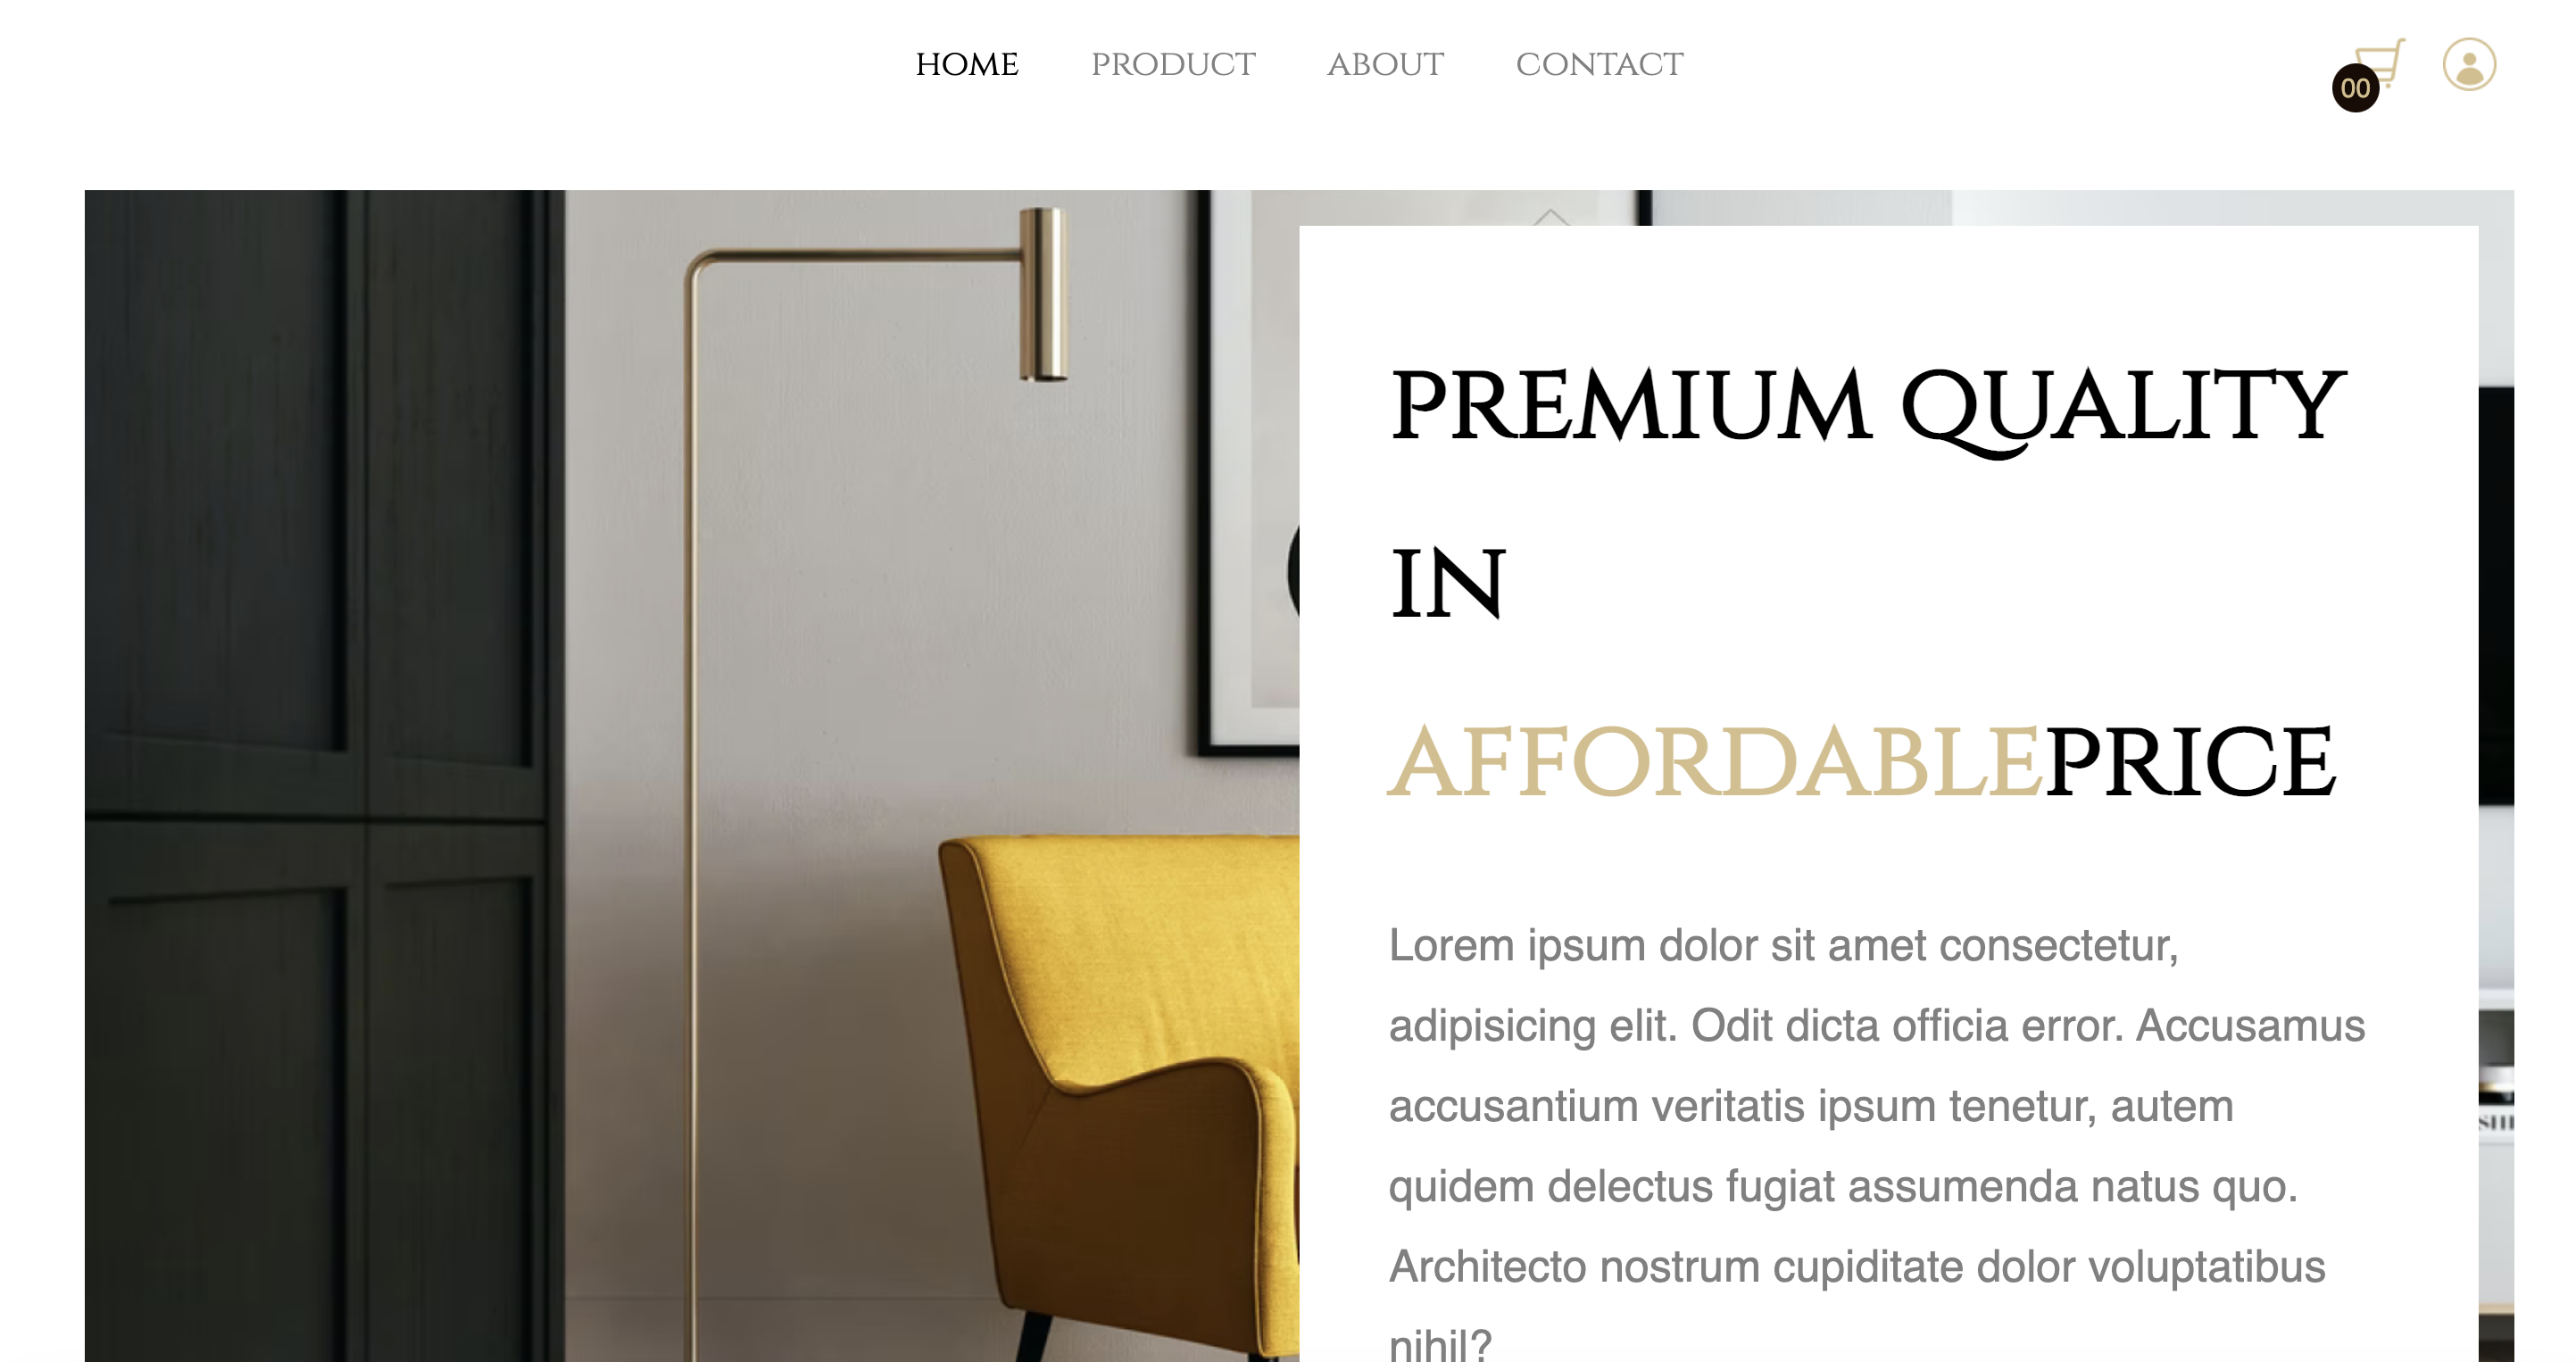 HOME PRODUCT ABOUT CONTACT
00
PREMIUM QUALITY
IN
AFFORDABLEPRICE
Lorem ipsum dolor sit amet consectetur,
adipisicing elit. Odit dicta officia error. Accusamus
accusantium veritatis ipsum tenetur, autem
quidem delectus fugiat assumenda natus quo.
Architecto nostrum cupiditate dolor voluptatibus
nihil?